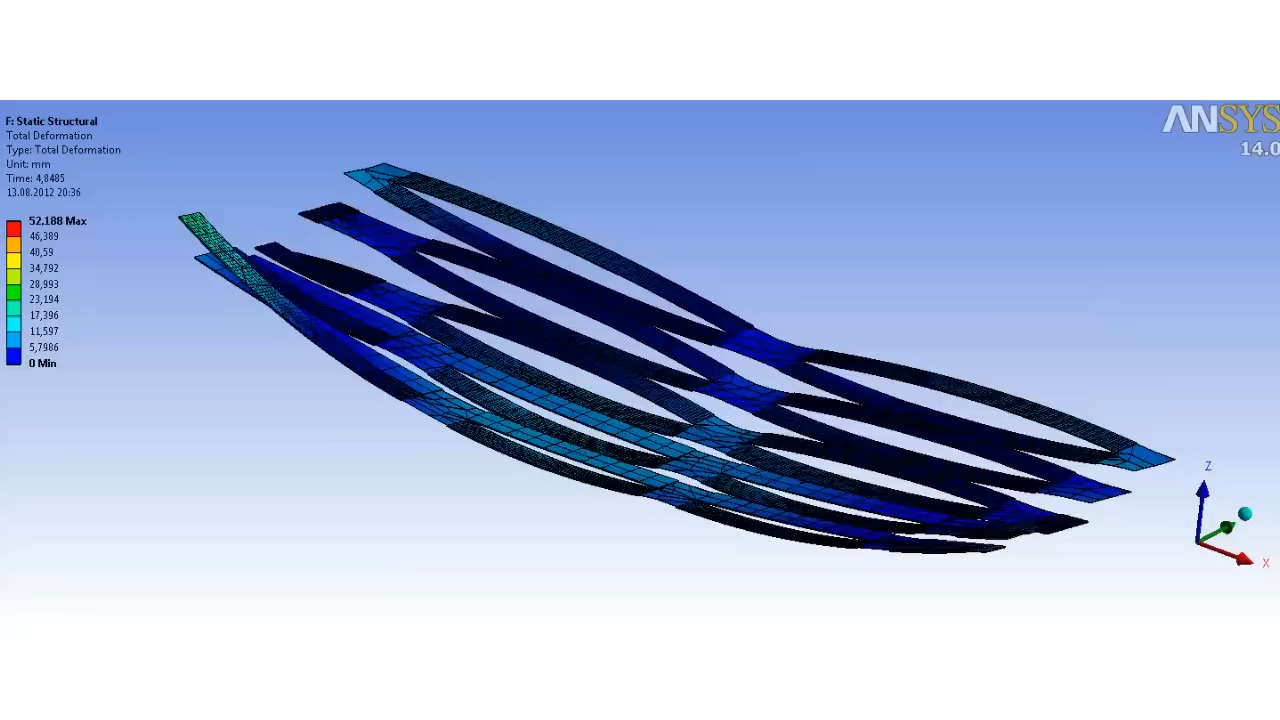 F: Static Structural
Total Deformation
Type: Total Deformation
Unit: mm
Time: 4,8485
13.08.2012 20:36
52,188 Max
46,389
40,59
34,792
28,993
23,194
17,396
11,597
5,7986
0 Min
ANSYS
14.0
Z
X